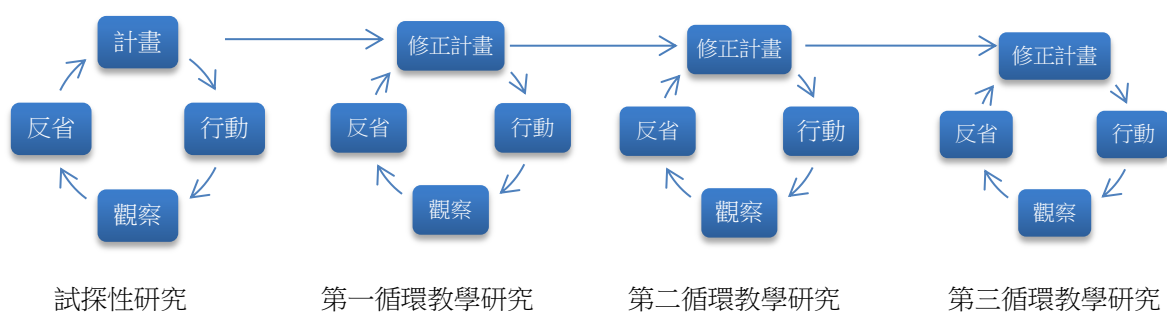 計畫
行動
觀察
反省
試探性研究
修正計畫
行動
觀察
反省
第一循環教學研究
修正計畫
行動
觀察
反省
第二循環教學研究
修正計畫
行動
觀察
反省
第三循環教學研究